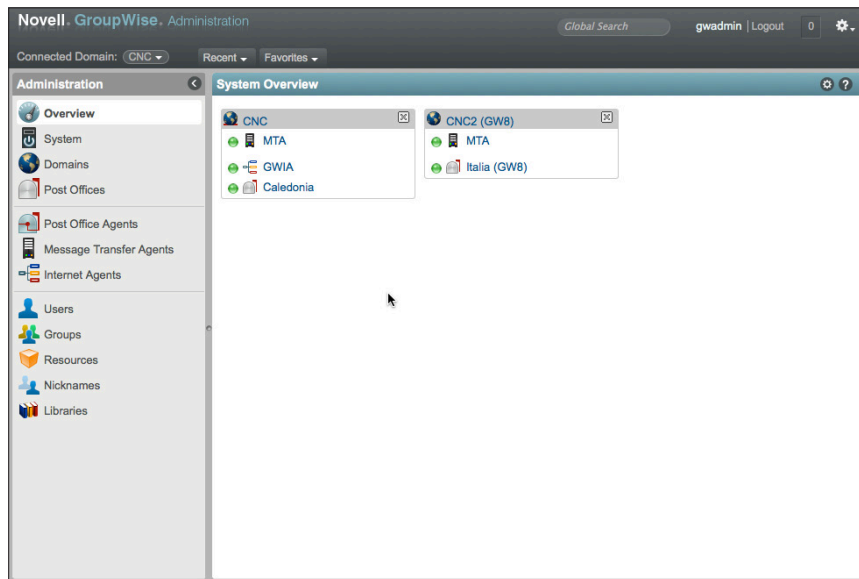 Novell. GroupWise. Administration
Global Search
gwadmin | Logout
0
Connected Domain: CNC
Recent
Favorites
Administration
System Overview
Overview
System
Domains
Post Offices
Post Office Agents
Message Transfer Agents
Internet Agents
Users
Groups
Resources
Nicknames
Libraries
CNC
MTA
GWIA
Caledonia
CNC2 (GW8)
MTA
Italia (GW8)